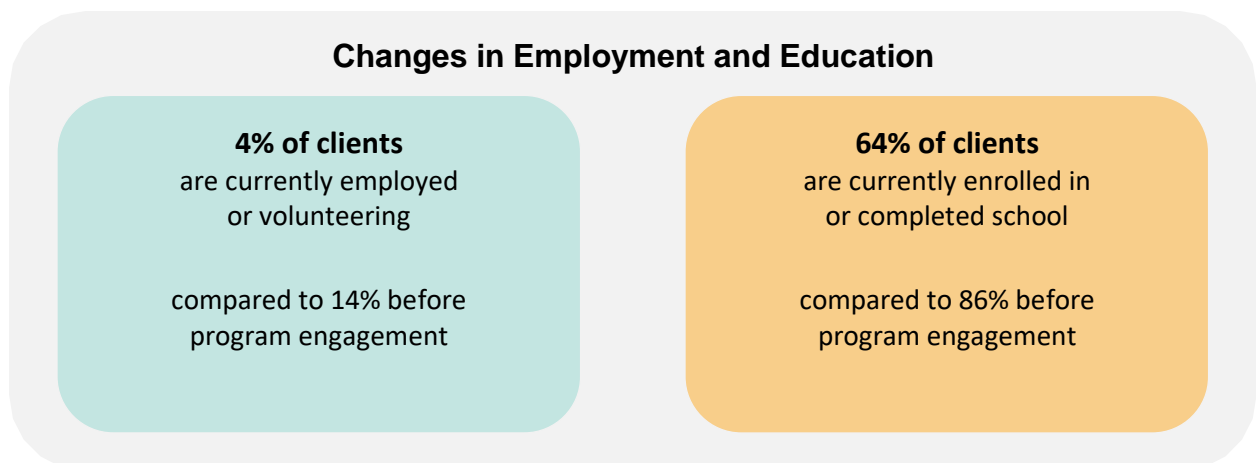 Changes in Employment and Education
4% of clients
are currently employed
or volunteering
compared to 14% before
program engagement
64% of clients
are currently enrolled in
or completed school
compared to 86% before
program engagement